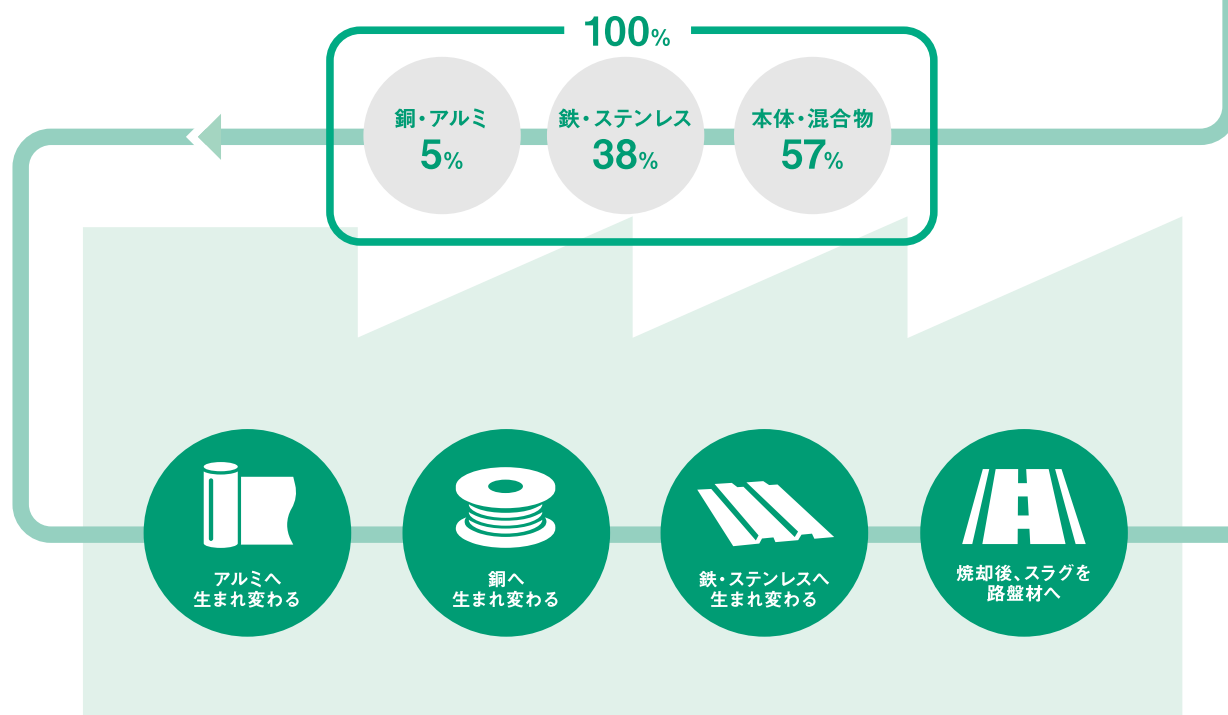 100%
銅・アルミ
5%
鉄・ステンレス
38%
本体・混合物
57%
アルミへ
生まれ変わる
銅へ
生まれ変わる
鉄・ステンレスへ
生まれ変わる
焼却後、スラグを
路盤材へ